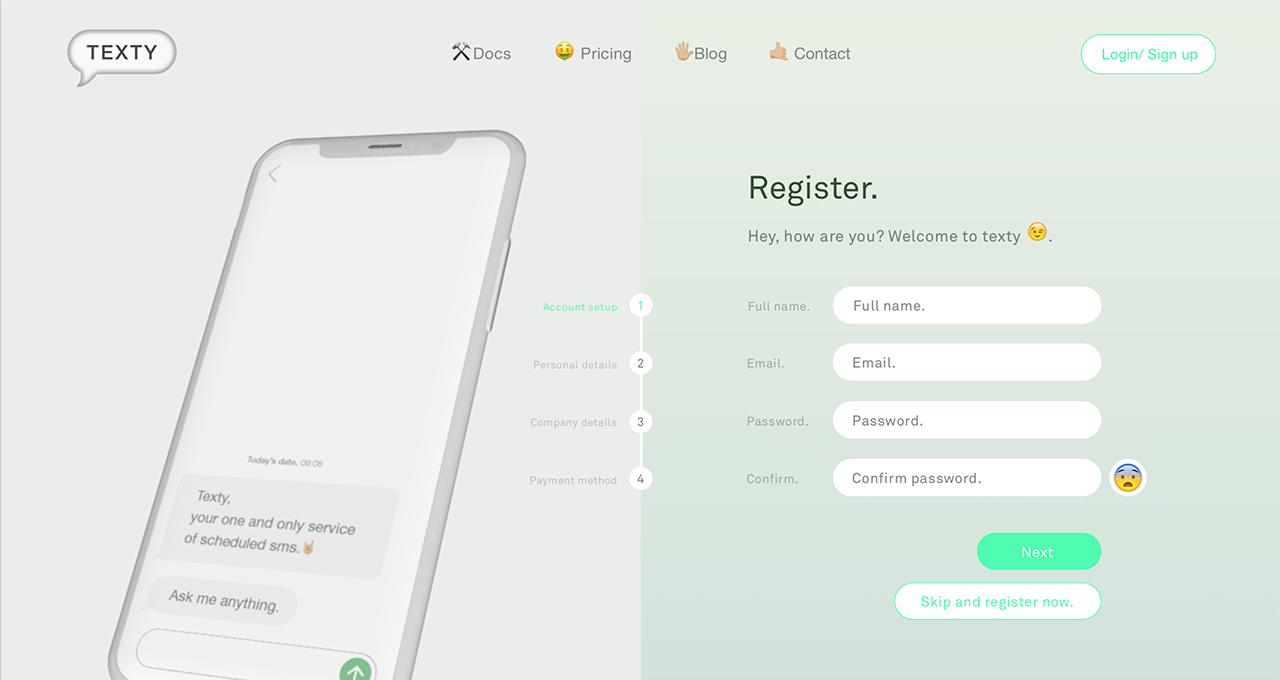 TEXTY
Docs
Pricing
Blog
Contact
Login/ Sign up
Register.
Hey, how are you? Welcome to texty 😉.
Account setup 1
Personal details 2
Company details 3
Payment method 4
Full name. Full name.
Email. Email.
Password. Password.
Confirm. Confirm password.
Next
Skip and register now.
Today's date, 09:06
Texty,
your one and only service
of scheduled sms.🤘🏼
Ask me anything.